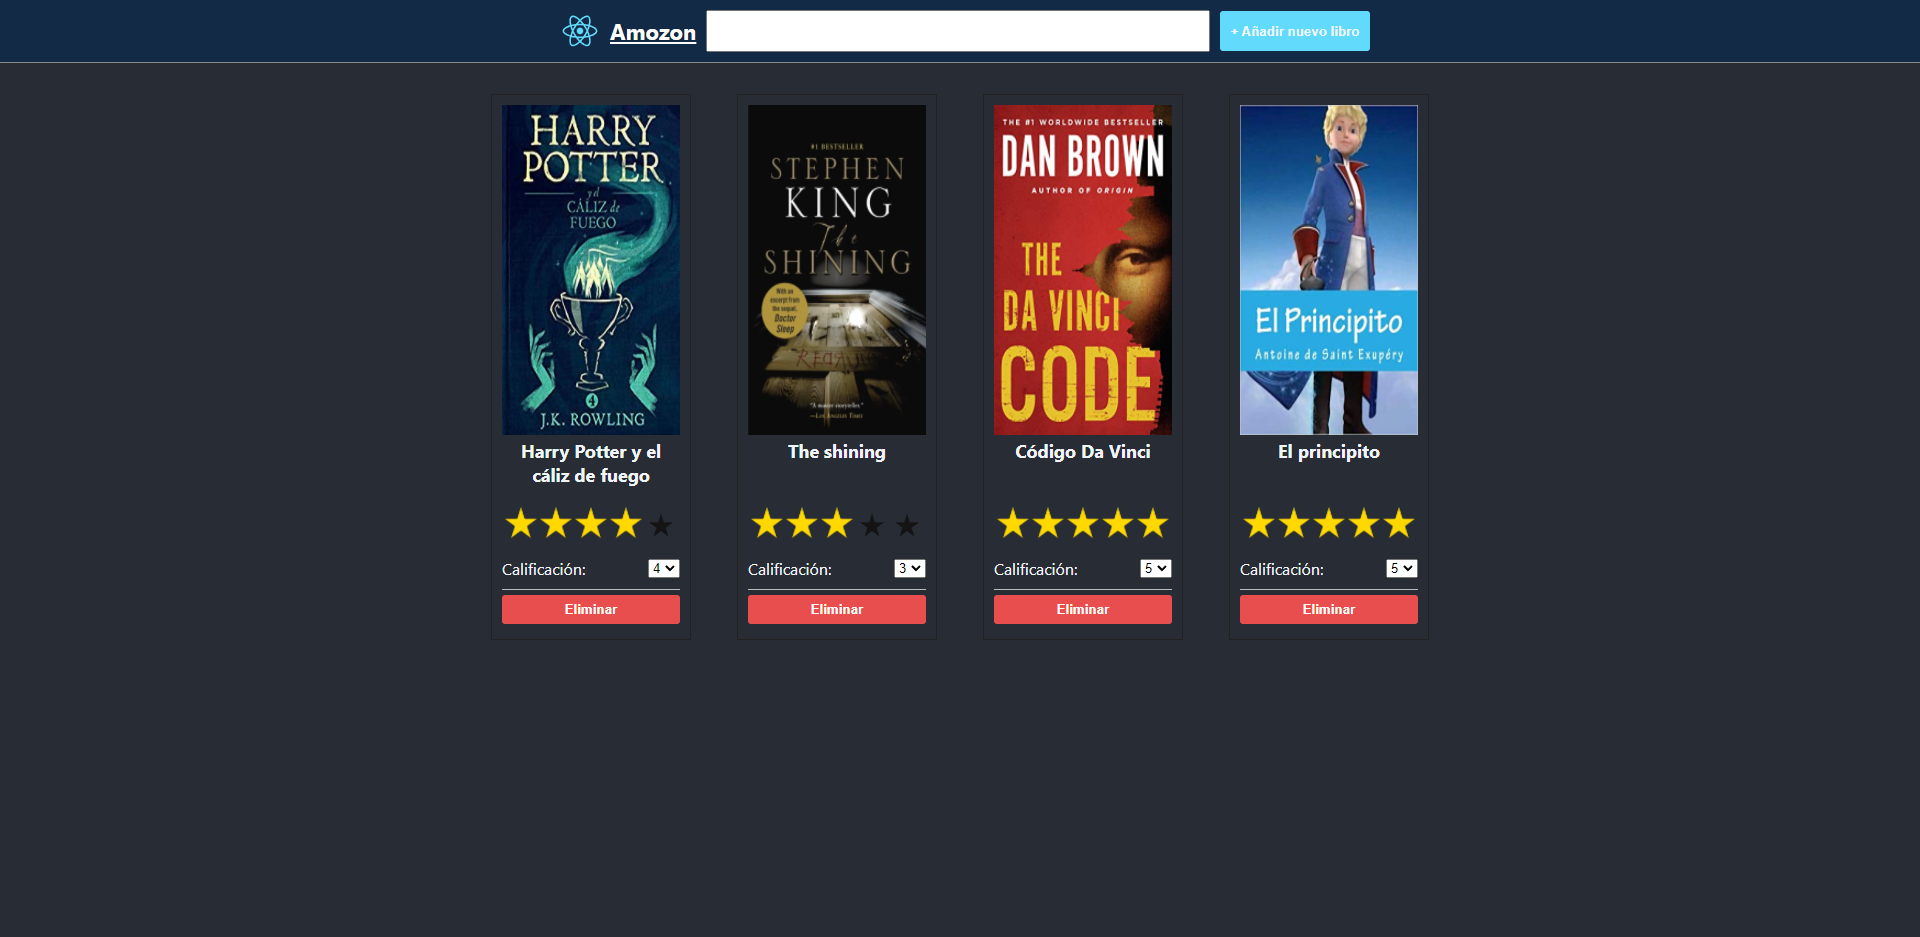 Amozon
+ Añadir nuevo libro
HARRY
POTTER
y el
CÁLIZ de
FUEGO
4
J.K. ROWLING
Harry Potter y el
cáliz de fuego
Calificación: 4
Eliminar
#1 BESTSELLER
STEPHEN
KING
The
SHINING
With an
excerpt from
the sequel,
Doctor
Sleep
"A master storyteller."
—LOS ANGELES TIMES
The shining
Calificación: 3
Eliminar
THE #1 WORLDWIDE BESTSELLER
DAN BROWN
AUTHOR OF ORIGIN
THE
DA VINCI
CODE
Código Da Vinci
Calificación: 5
Eliminar
El Principito
Antoine de Saint Exupéry
El principito
Calificación: 5
Eliminar